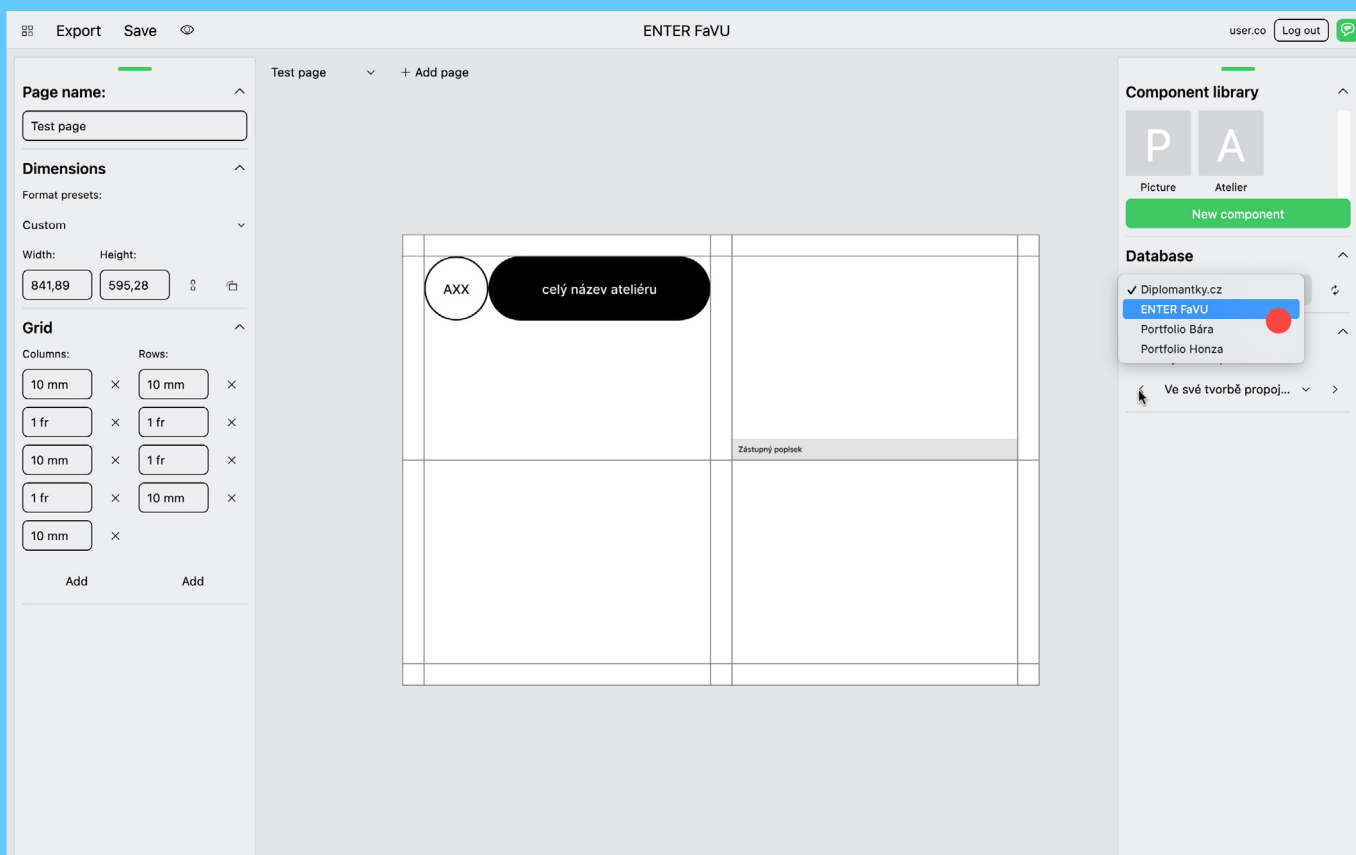 Export Save ENTER FaVU user.co Log out
Test page + Add page
Page name:
Test page
Dimensions
Format presets:
Custom
Width: Height:
841,89 595,28
Grid
Columns: Rows:
10 mm × 10 mm ×
1 fr × 1 fr ×
10 mm × 1 fr ×
1 fr × 10 mm ×
10 mm ×
Add Add
AXX celý název ateliéru
Zástupný popisek
Component library
P A
Picture Atelier
New component
Database
✓ Diplomantky.cz
ENTER FaVU
Portfolio Bára
Portfolio Honza
Ve své tvorbě propoj...